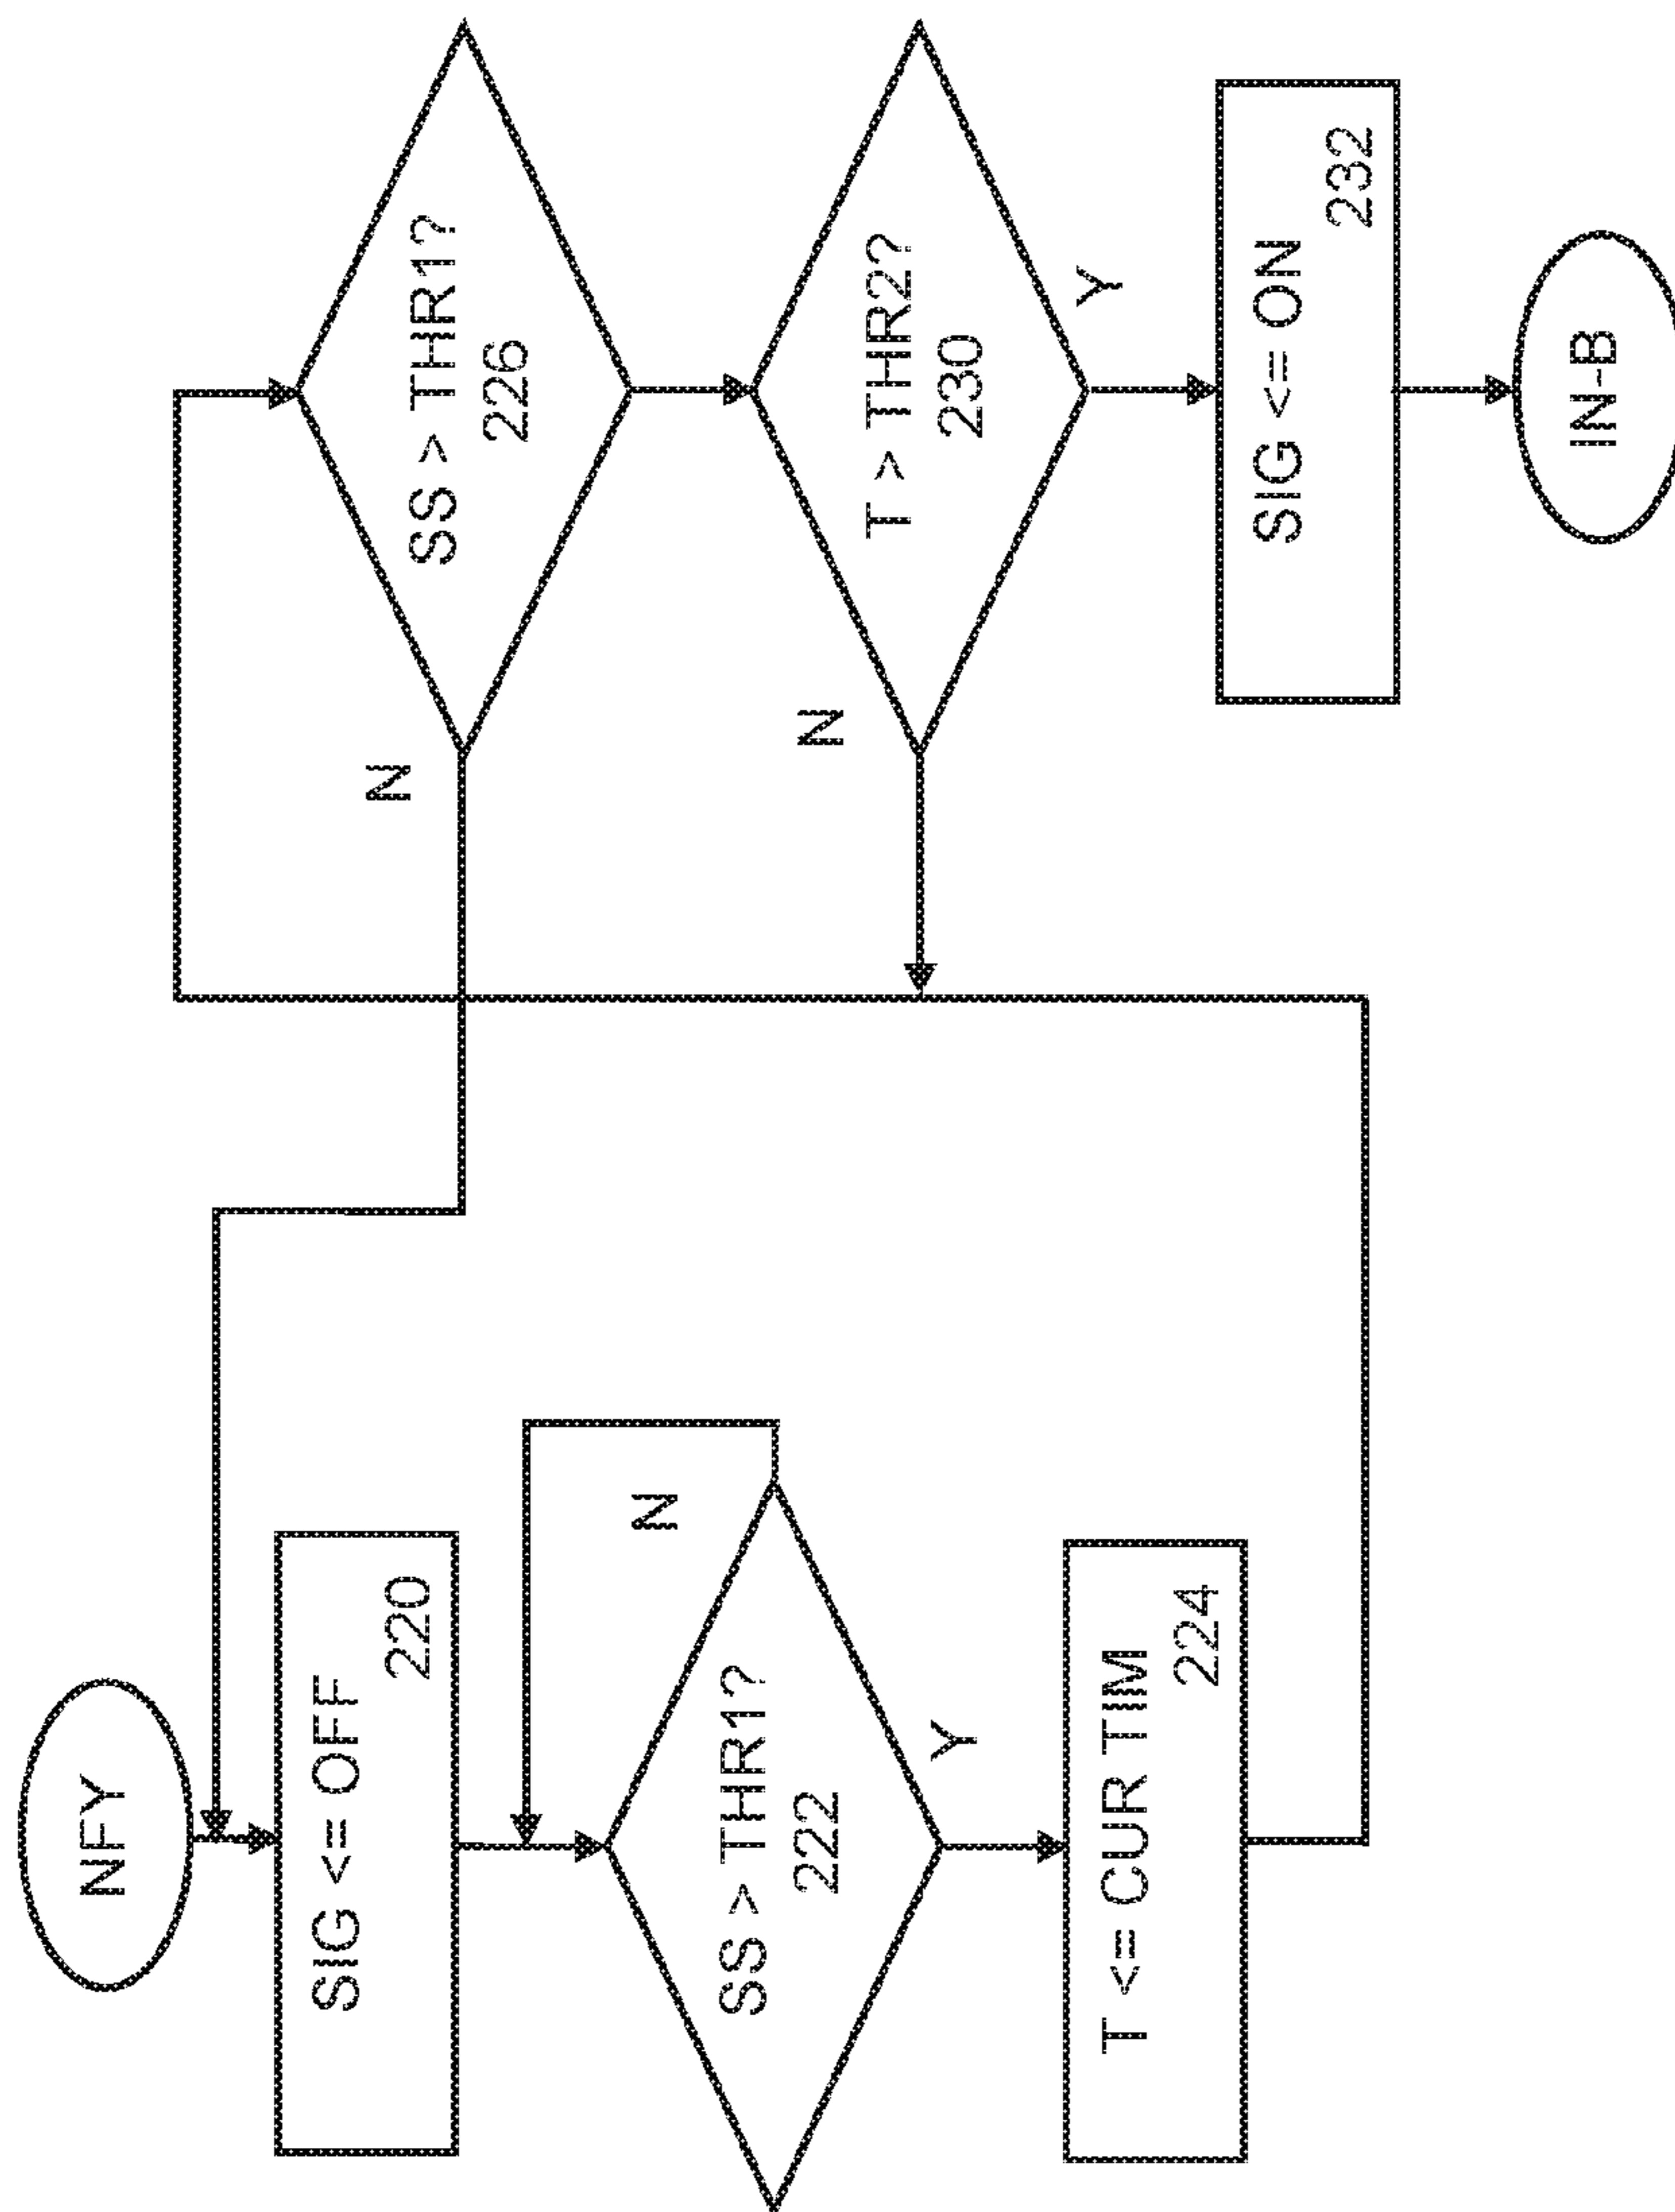 NFY
SIG <= OFF
220
SS > THR1?
222
N
Y
T <= CUR TIM
224
SS > THR1?
226
N
T > THR2?
230
N
Y
SIG <= ON
232
IN-B